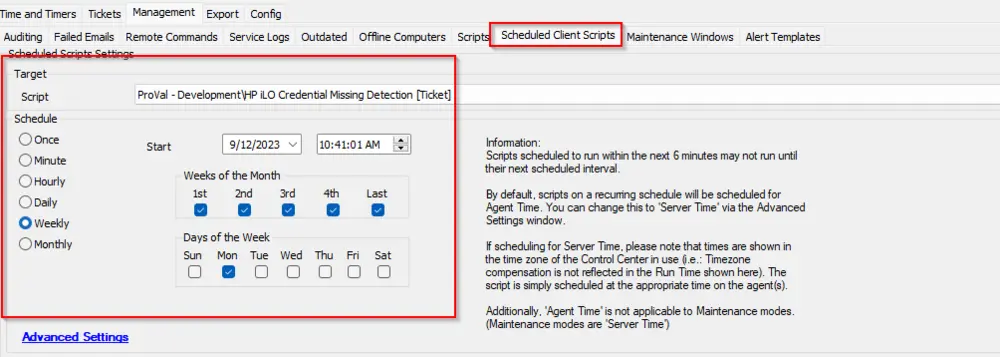 Time and Timers Tickets Management Export Config
Auditing Failed Emails Remote Commands Service Logs Outdated Offline Computers Scripts Scheduled Client Scripts Maintenance Windows Alert Templates
Scheduled Scripts Settings
Target
Script ProVal - Development\HP iLO Credential Missing Detection [Ticket]
Schedule
Once
Minute
Hourly
Daily
Weekly
Monthly
Start 9/12/2023 10:41:01 AM
Weeks of the Month
1st 2nd 3rd 4th Last
Days of the Week
Sun Mon Tue Wed Thu Fri Sat
Information:
Scripts scheduled to run within the next 6 minutes may not run until
their next scheduled interval.
By default, scripts on a recurring schedule will be scheduled for
Agent Time. You can change this to 'Server Time' via the Advanced
Settings window.
If scheduling for Server Time, please note that times are shown in
the time zone of the Control Center in use (i.e.: Timezone
compensation is not reflected in the Run Time shown here). The
script is simply scheduled at the appropriate time on the agent(s).
Additionally, 'Agent Time' is not applicable to Maintenance modes.
(Maintenance modes are 'Server Time')
Advanced Settings